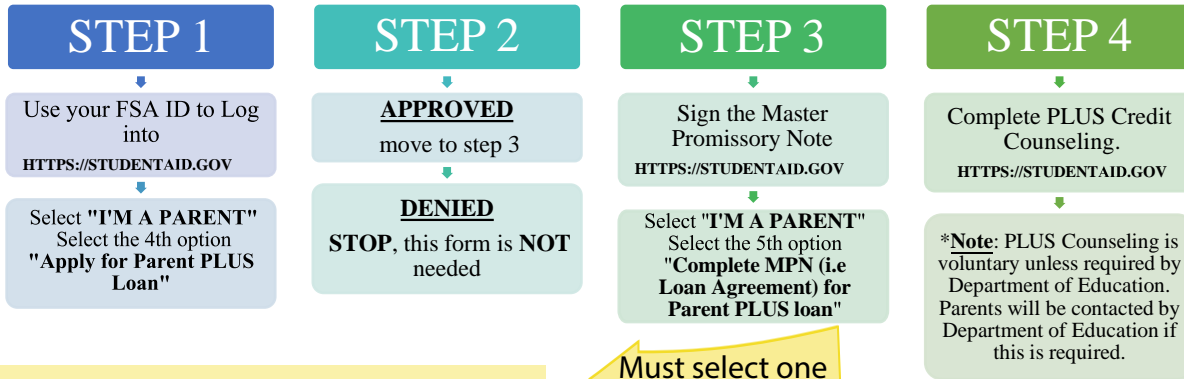 STEP 1
Use your FSA ID to Log
into
HTTPS://STUDENTAID.GOV
Select "I'M A PARENT"
Select the 4th option
"Apply for Parent PLUS
Loan"
STEP 2
APPROVED
move to step 3
DENIED
STOP, this form is NOT
needed
STEP 3
Sign the Master
Promissory Note
HTTPS://STUDENTAID.GOV
Select "I'M A PARENT"
Select the 5th option
"Complete MPN (i.e
Loan Agreement) for
Parent PLUS loan"
STEP 4
Complete PLUS Credit
Counseling.
HTTPS://STUDENTAID.GOV
*Note: PLUS Counseling is
voluntary unless required by
Department of Education.
Parents will be contacted by
Department of Education if
this is required.
Must select one